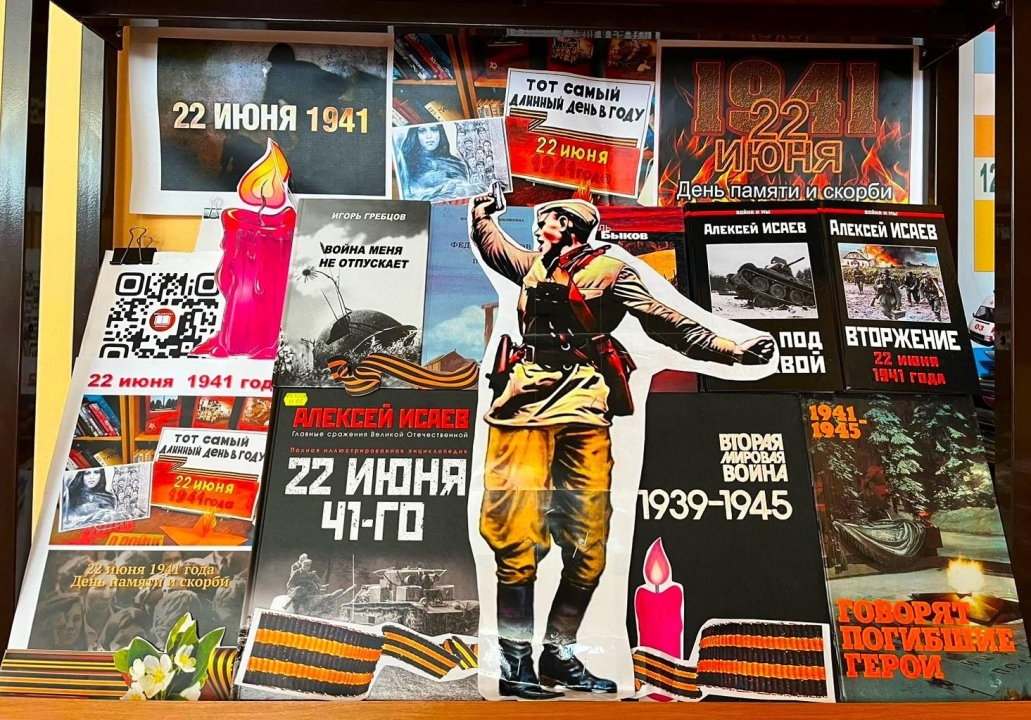 22 ИЮНЯ 1941
ТОТ САМЫЙ
ДЛИННЫЙ ДЕНЬ В ГОДУ
22 ИЮНЯ
1941 года
1941
22
ИЮНЯ
День памяти и скорби
ИГОРЬ ГРЕБЦОВ
ВОЙНА МЕНЯ
НЕ ОТПУСКАЕТ
Быков
ВОЙНА И МЫ
АЛЕКСЕЙ ИСАЕВ
ПОД
ВОЙНА И МЫ
АЛЕКСЕЙ ИСАЕВ
ВТОРЖЕНИЕ
22 июня
1941 года
22 июня 1941 год
ТОТ САМЫЙ
ДЛИННЫЙ ДЕНЬ В ГОДУ
22 ИЮНЯ
1941 года
22 июня 1941 года
День памяти и скорби
АЛЕКСЕЙ ИСАЕВ
Главные сражения Великой Отечественной
Полная иллюстрированная энциклопедия
22 ИЮНЯ
41-ГО
ВТОРАЯ
МИРОВАЯ
ВОЙНА
1939-1945
1941-
1945
ГОВОРЯТ
ПОГИБШИЕ
ГЕРОИ
12
03